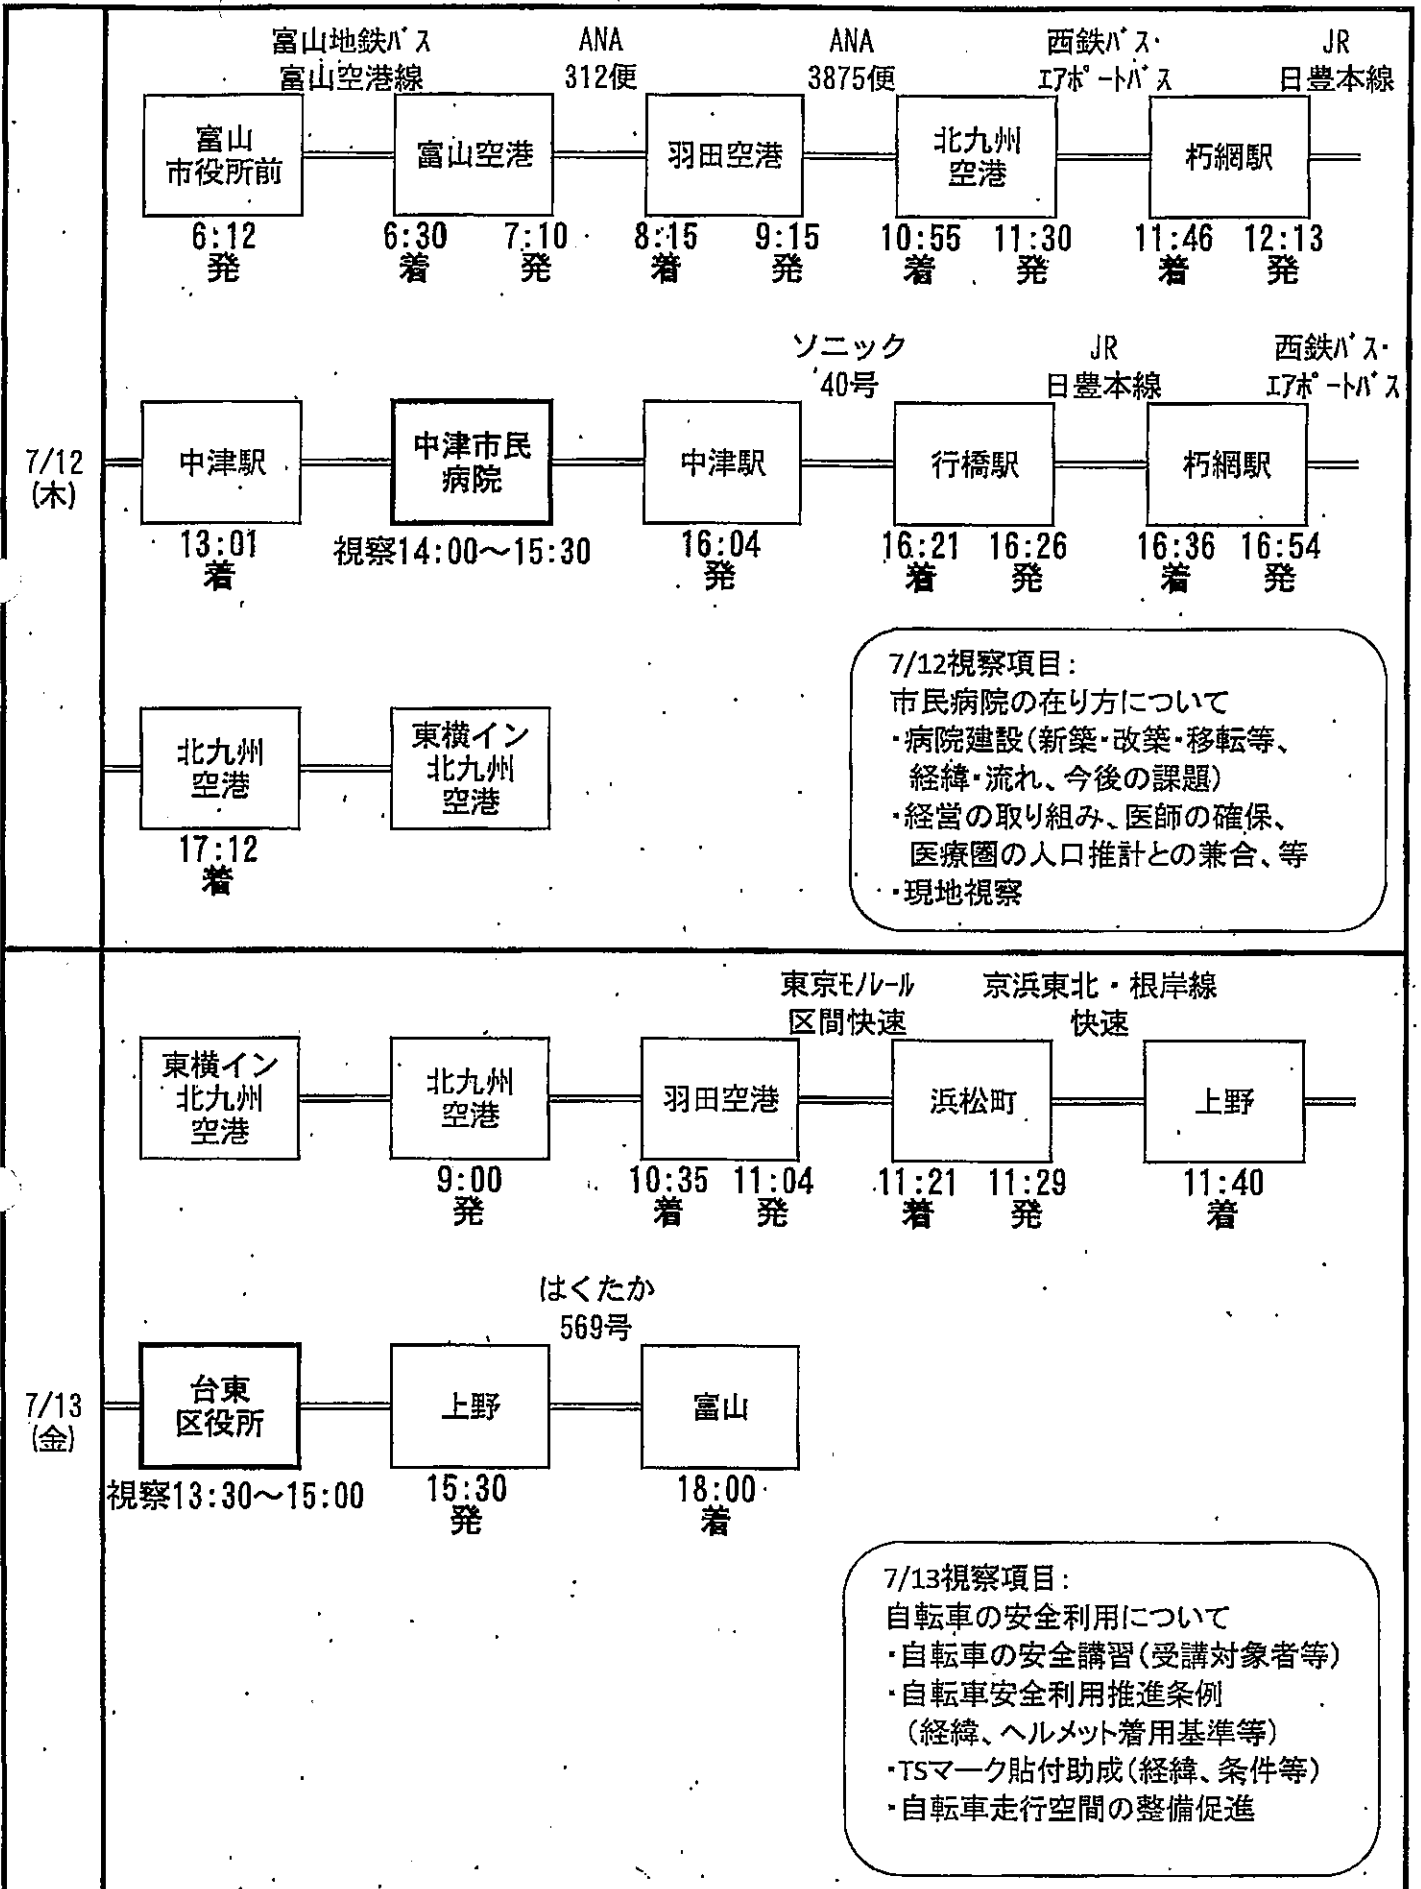 富山地鉄バス
富山空港線
ANA
312便
ANA
3875便
西鉄バス・
エアポートバス
JR
日豊本線
富山
市役所前
富山空港
羽田空港
北九州
空港
朽網駅
6:12
発
6:30
着
7:10
発
8:15
着
9:15
発
10:55
着
11:30
発
11:46
着
12:13
発
7/12
(木)
ソニック
40号
JR
日豊本線
西鉄バス・
エアポートバス
中津駅
中津市民
病院
中津駅
行橋駅
朽網駅
13:01
着
視察14:00～15:30
16:04
発
16:21
着
16:26
発
16:36
着
16:54
発
北九州
空港
東横イン
北九州
空港
17:12
着
7/12視察項目：
市民病院の在り方について
・病院建設(新築・改築・移転等、
経緯・流れ、今後の課題)
・経営の取り組み、医師の確保、
医療圏の人口推計との兼合、等
・現地視察
7/13
(金)
東京モノレール
区間快速
京浜東北・根岸線
快速
東横イン
北九州
空港
北九州
空港
羽田空港
浜松町
上野
9:00
発
10:35
着
11:04
発
11:21
着
11:29
発
11:40
着
はくたか
569号
台東
区役所
上野
富山
視察13:30～15:00
15:30
発
18:00
着
7/13視察項目：
自転車の安全利用について
・自転車の安全講習(受講対象者等)
・自転車安全利用推進条例
(経緯、ヘルメット着用基準等)
・TSマーク貼付助成(経緯、条件等)
・自転車走行空間の整備促進